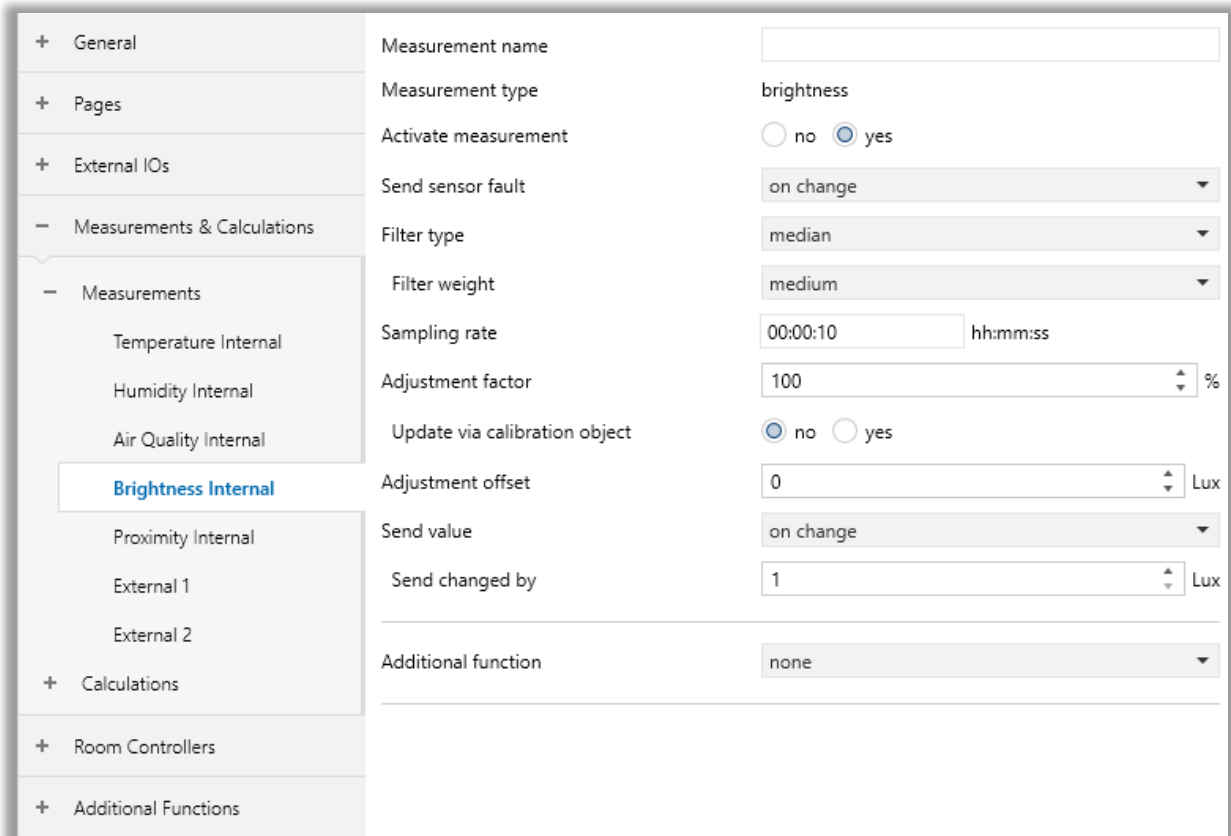 General
Pages
External IOs
Measurements & Calculations
Measurements
Temperature Internal
Humidity Internal
Air Quality Internal
Brightness Internal
Proximity Internal
External 1
External 2
Calculations
Room Controllers
Additional Functions
Measurement name
Measurement type brightness
Activate measurement no yes
Send sensor fault on change
Filter type median
Filter weight medium
Sampling rate 00:00:10 hh:mm:ss
Adjustment factor 100 %
Update via calibration object no yes
Adjustment offset 0 Lux
Send value on change
Send changed by 1 Lux
Additional function none